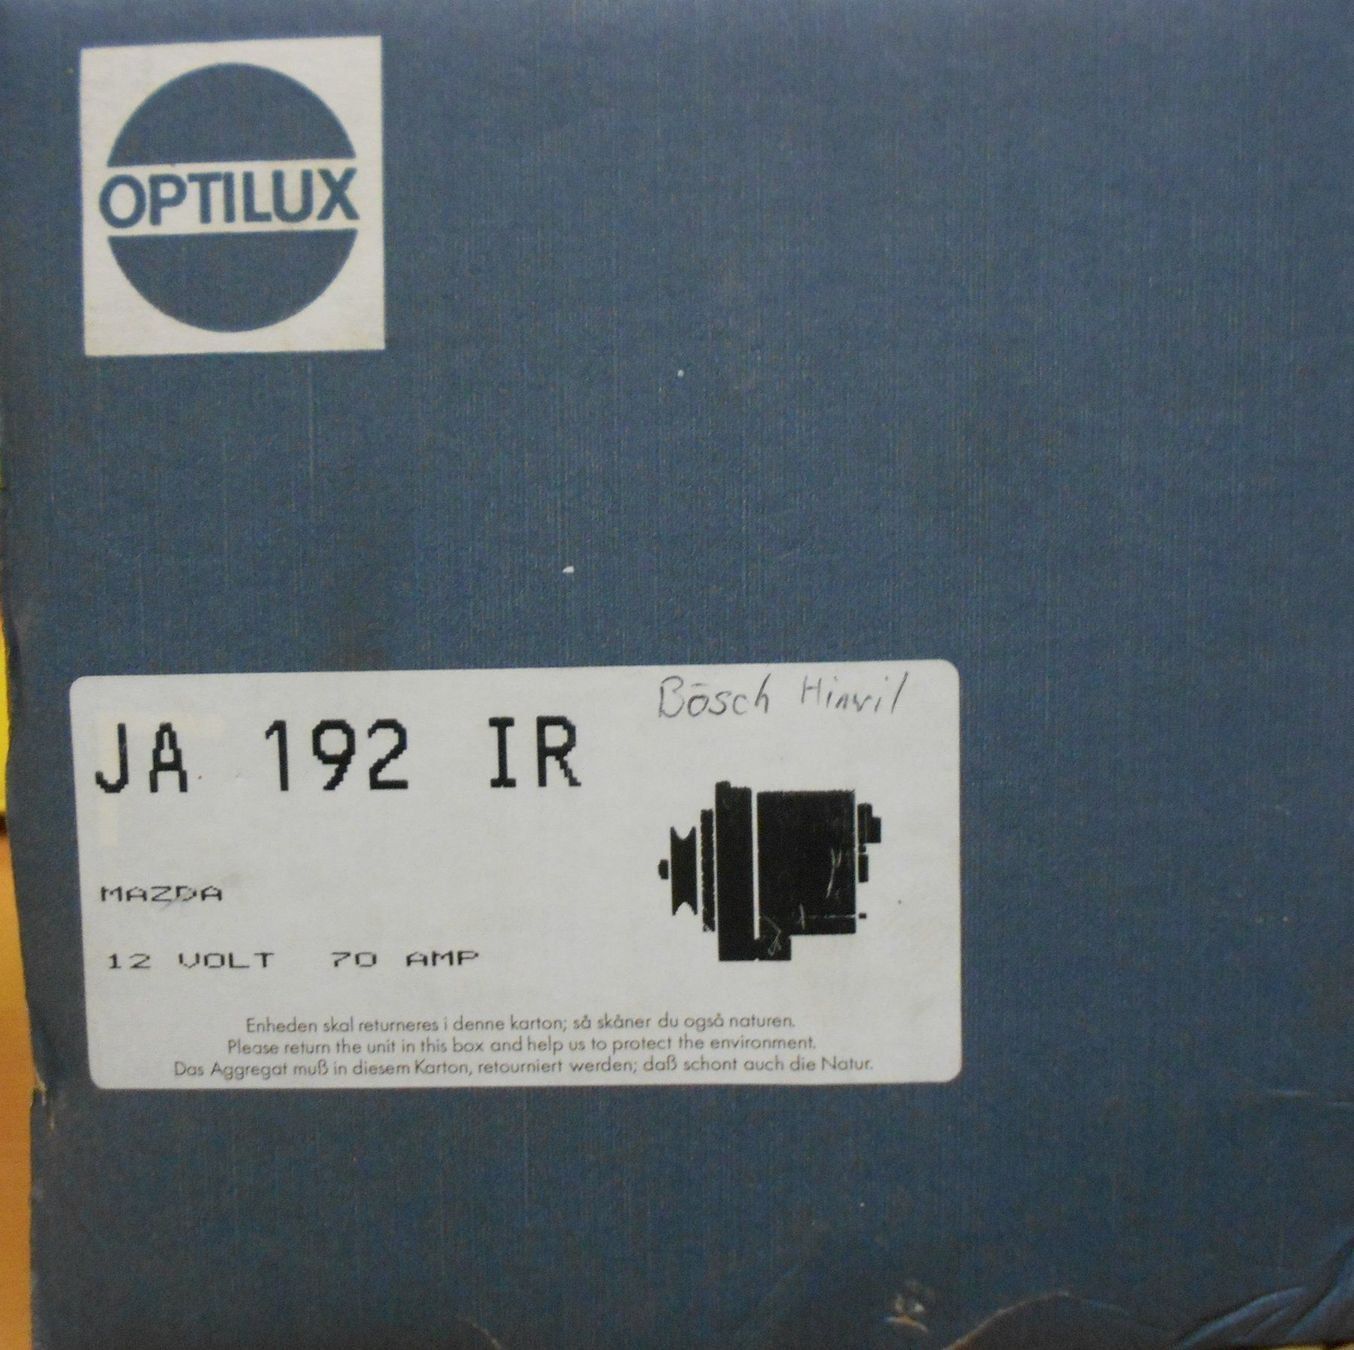 OPTILUX
Bösch Hinwil
JA 192 IR
MAZDA
12 VOLT 70 AMP
Enheden skal returneres i denne karton; så skåner du også naturen.
Please return the unit in this box and help us to protect the environment.
Das Aggregat muß in diesem Karton, retourniert werden; daß schont auch die Natur.